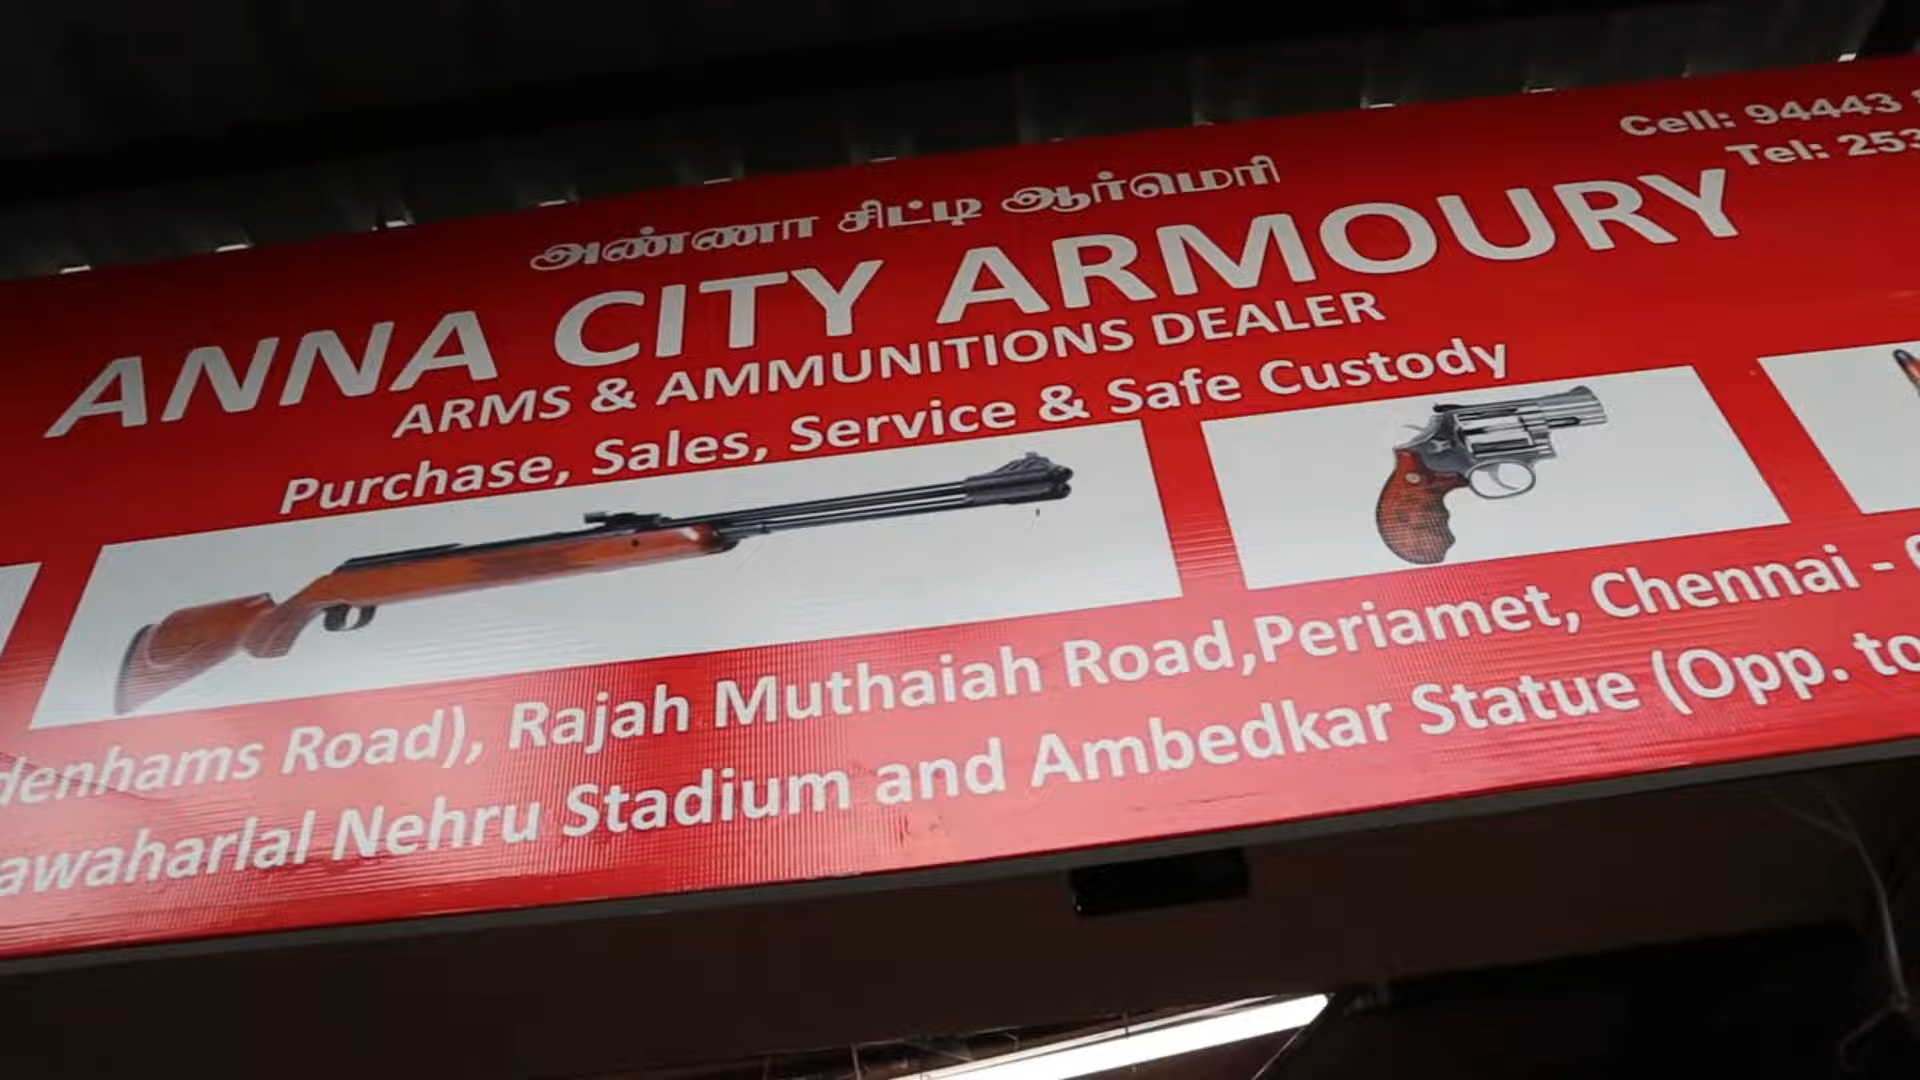 Cell: 94443
Tel: 253
அண்ணா சிட்டி ஆர்மெரி
ANNA CITY ARMOURY
ARMS & AMMUNITIONS DEALER
Purchase, Sales, Service & Safe Custody
denhams Road), Rajah Muthaiah Road,Periamet, Chennai -
awaharlal Nehru Stadium and Ambedkar Statue (Opp. to